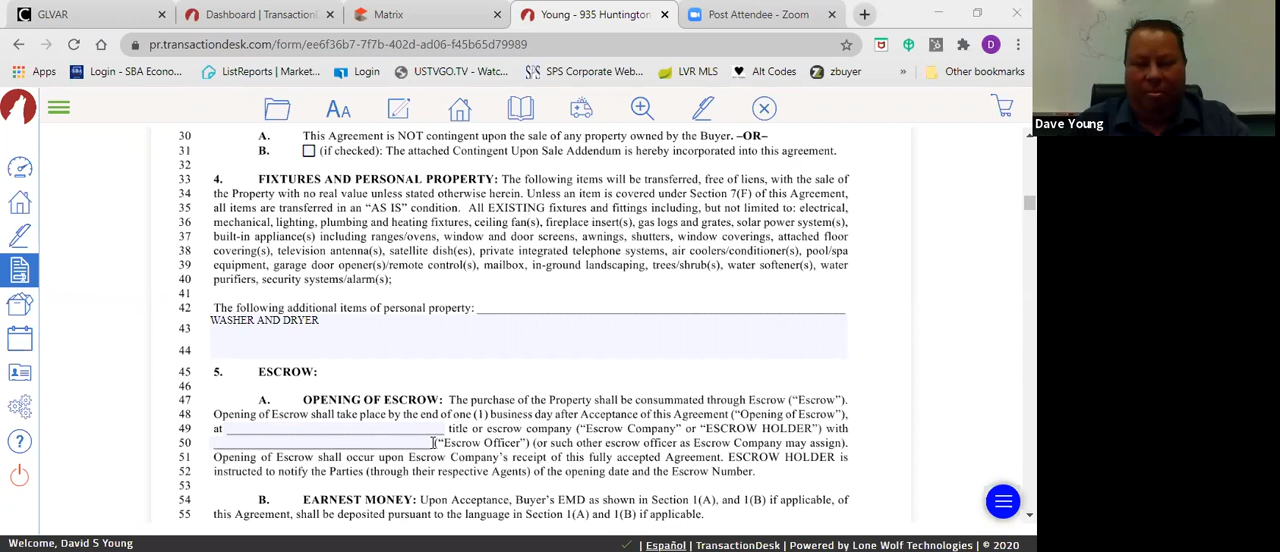 GLVAR
Dashboard | TransactionDesk
Matrix
Young - 935 Huntington
Post Attendee - Zoom
pr.transactiondesk.com/form/ee6f36b7-7f7b-402d-ad06-f45b65d79989
Apps
Login - SBA Econo...
ListReports | Market...
Login
USTVGO.TV - Watc...
SPS Corporate Web...
LVR MLS
Alt Codes
zbuyer
»
Other bookmarks
Dave Young
30 A. This Agreement is NOT contingent upon the sale of any property owned by the Buyer. –OR–
31 B. (if checked): The attached Contingent Upon Sale Addendum is hereby incorporated into this agreement.
32
33 4. FIXTURES AND PERSONAL PROPERTY: The following items will be transferred, free of liens, with the sale of
34 the Property with no real value unless stated otherwise herein. Unless an item is covered under Section 7(F) of this Agreement,
35 all items are transferred in an “AS IS” condition. All EXISTING fixtures and fittings including, but not limited to: electrical,
36 mechanical, lighting, plumbing and heating fixtures, ceiling fan(s), fireplace insert(s), gas logs and grates, solar power system(s),
37 built-in appliance(s) including ranges/ovens, window and door screens, awnings, shutters, window coverings, attached floor
38 covering(s), television antenna(s), satellite dish(es), private integrated telephone systems, air coolers/conditioner(s), pool/spa
39 equipment, garage door opener(s)/remote control(s), mailbox, in-ground landscaping, trees/shrub(s), water softener(s), water
40 purifiers, security systems/alarm(s);
41
42 The following additional items of personal property:
43 WASHER AND DRYER
44
45 5. ESCROW:
46
47 A. OPENING OF ESCROW: The purchase of the Property shall be consummated through Escrow (“Escrow”).
48 Opening of Escrow shall take place by the end of one (1) business day after Acceptance of this Agreement (“Opening of Escrow”),
49 at title or escrow company (“Escrow Company” or “ESCROW HOLDER”) with
50 (“Escrow Officer”) (or such other escrow officer as Escrow Company may assign).
51 Opening of Escrow shall occur upon Escrow Company’s receipt of this fully accepted Agreement. ESCROW HOLDER is
52 instructed to notify the Parties (through their respective Agents) of the opening date and the Escrow Number.
53
54 B. EARNEST MONEY: Upon Acceptance, Buyer’s EMD as shown in Section 1(A), and 1(B) if applicable, of
55 this Agreement, shall be deposited pursuant to the language in Section 1(A) and 1(B) if applicable.
Welcome, David S Young
Español | TransactionDesk | Powered by Lone Wolf Technologies | © 2020